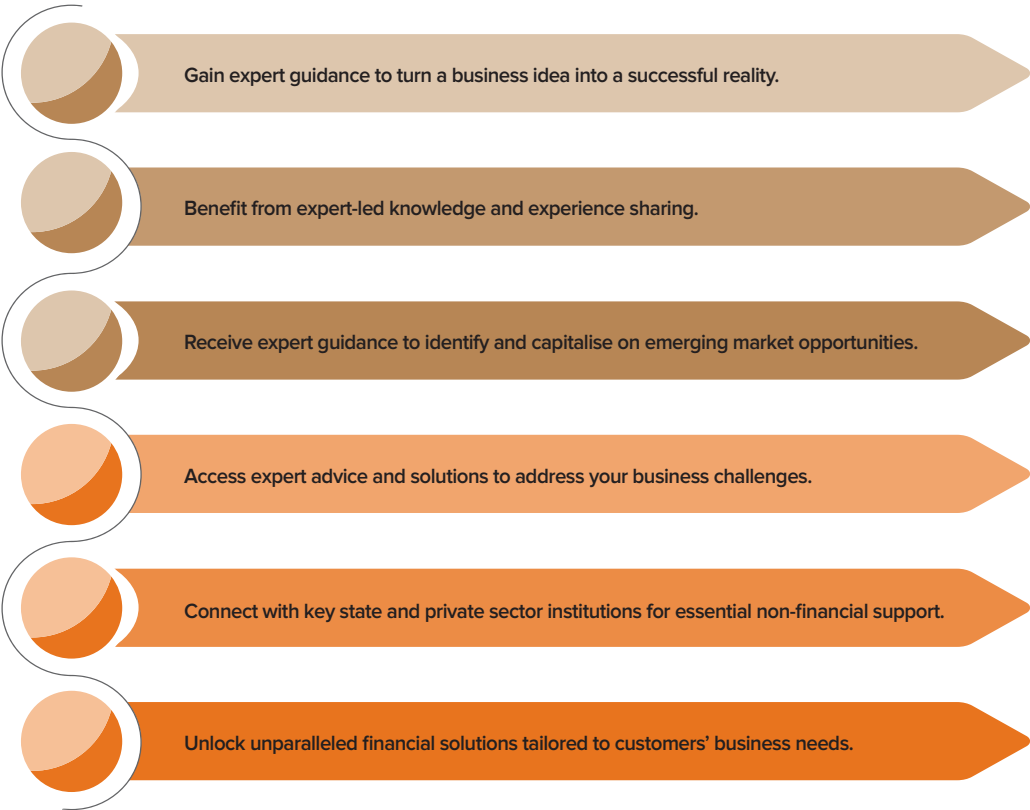 Gain expert guidance to turn a business idea into a successful reality.
Benefit from expert-led knowledge and experience sharing.
Receive expert guidance to identify and capitalise on emerging market opportunities.
Access expert advice and solutions to address your business challenges.
Connect with key state and private sector institutions for essential non-financial support.
Unlock unparalleled financial solutions tailored to customers’ business needs.